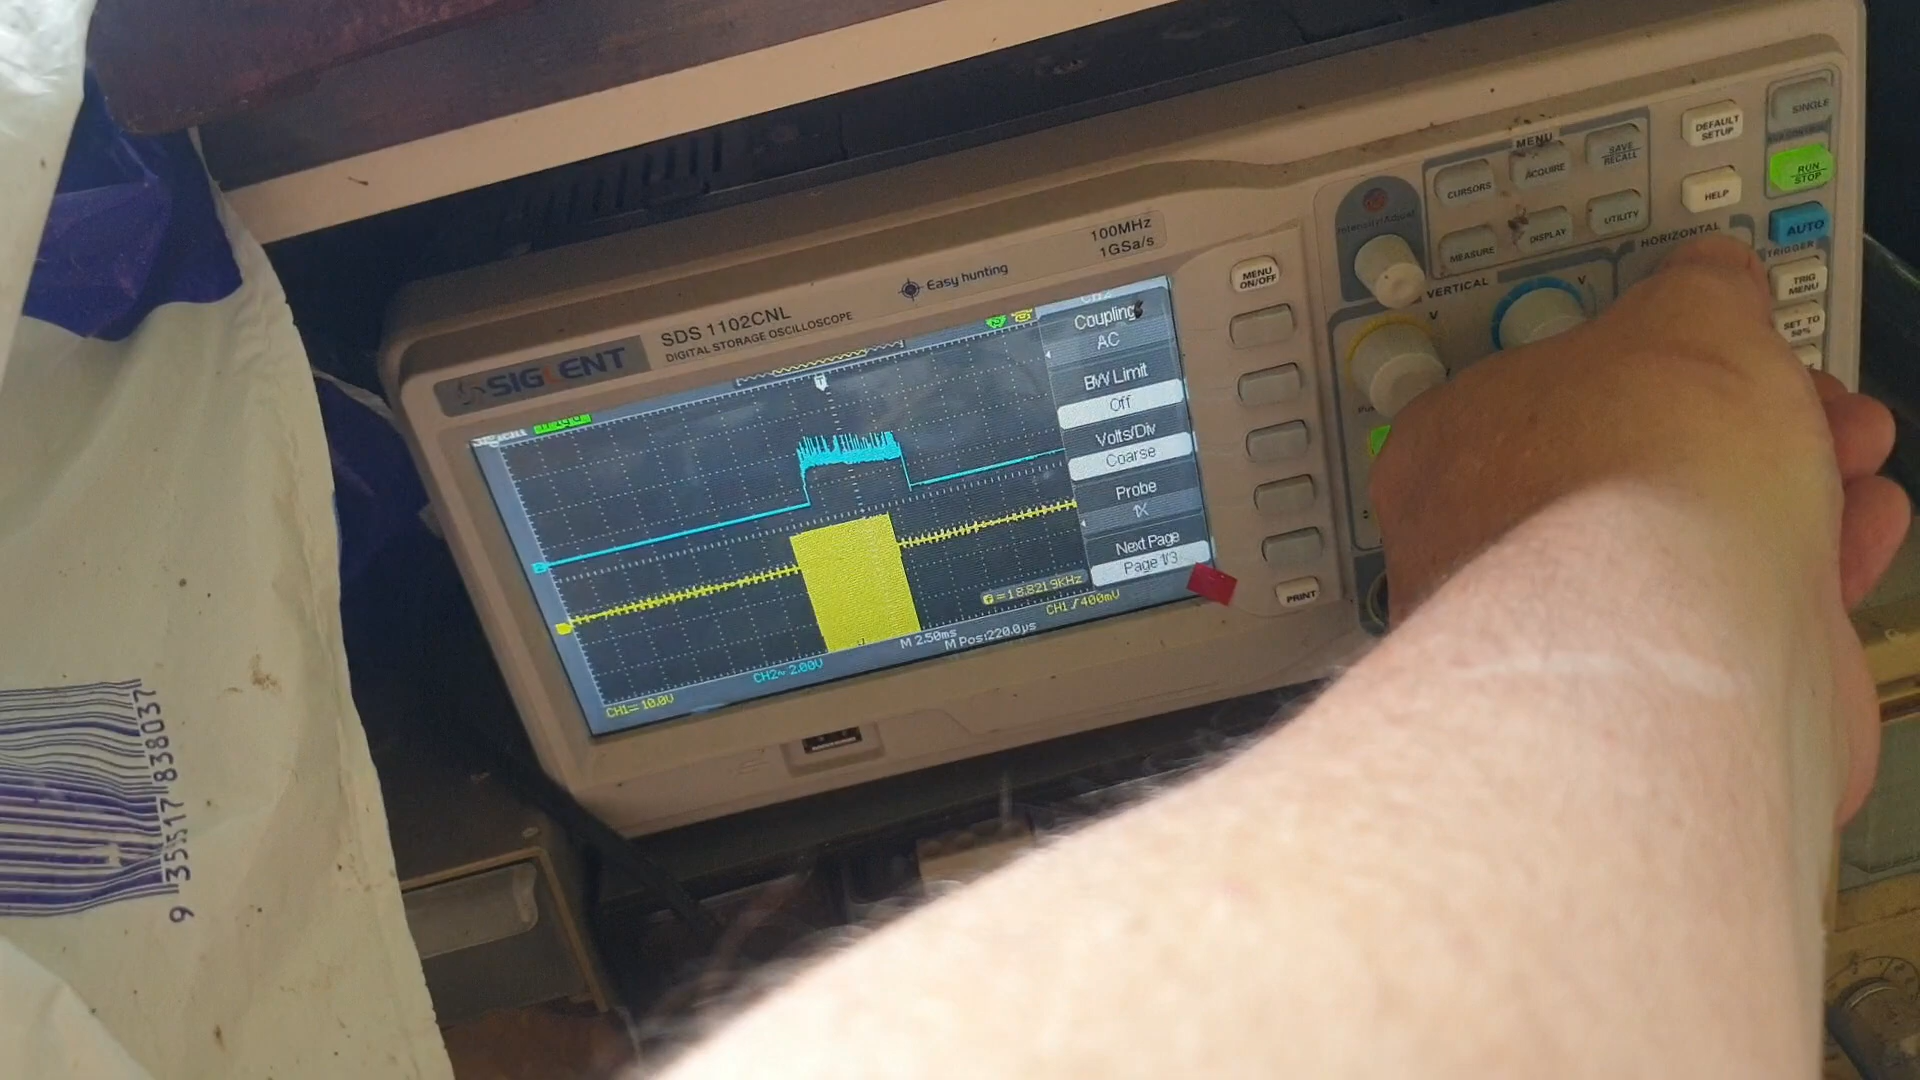 SIGLENT
SDS 1102CNL
DIGITAL STORAGE OSCILLOSCOPE
Easy hunting
100MHz
1GSa/s
Coupling
AC
BW Limit
Off
Volts/Div
Coarse
Probe
1X
Next Page
Page 1/3
=18.8219KHz
CH1 / 400mV
M 2.50ms
M Pos:220.0µs
CH2~ 2.00V
CH1= 10.0V
MENU
ON/OFF
PRINT
Intensity/Adjust
MENU
CURSORS
ACQUIRE
SAVE
RECALL
MEASURE
DISPLAY
UTILITY
DEFAULT
SETUP
HELP
SINGLE
RUN
STOP
AUTO
VERTICAL
HORIZONTAL
TRIGGER
V
V
TRIG
MENU
SET TO
50%